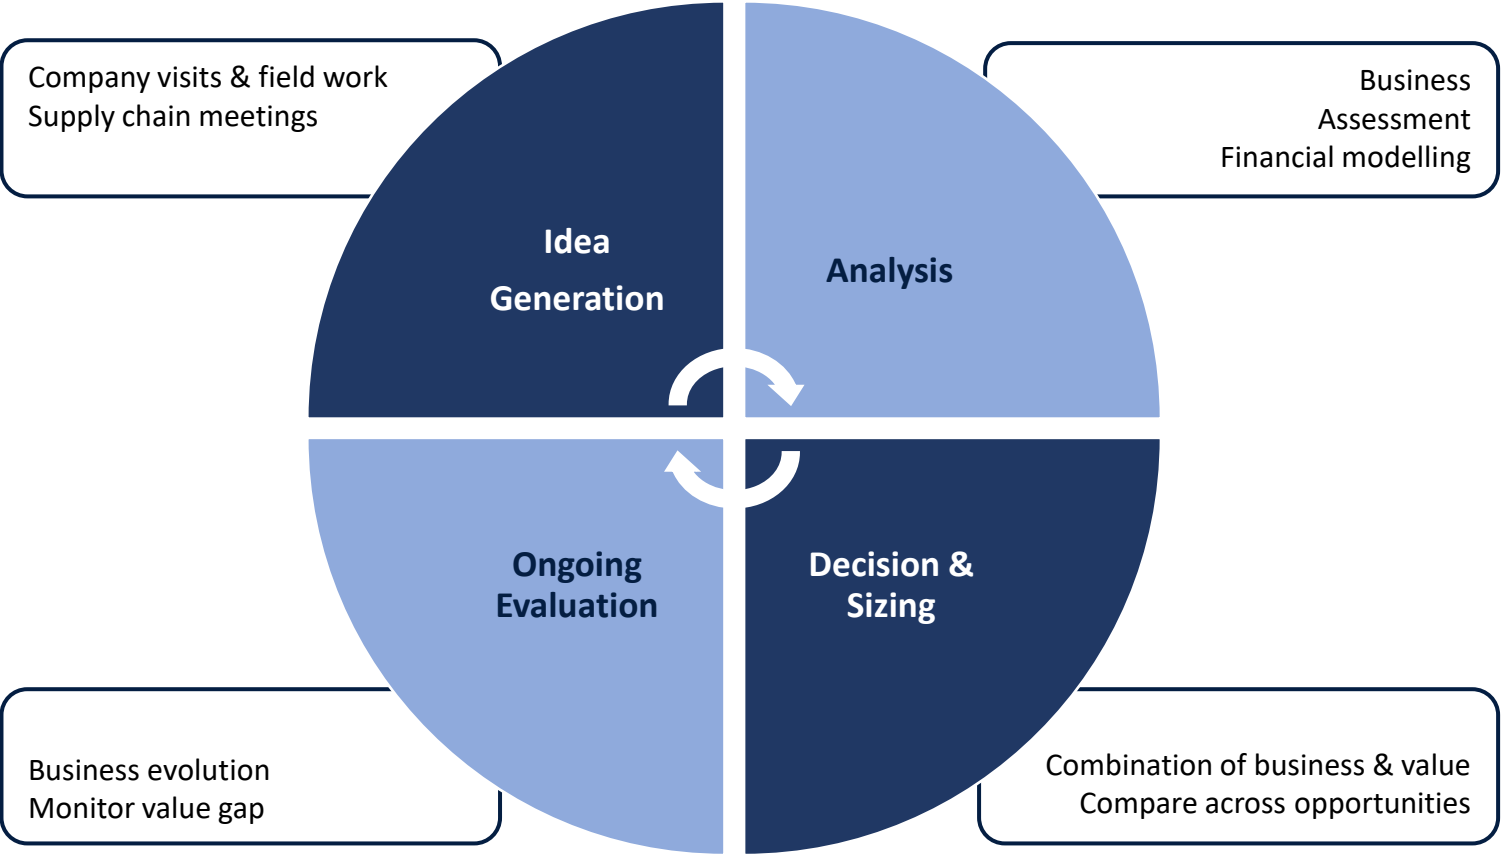 Company visits & field work
Supply chain meetings
Business
Assessment
Financial modelling
Idea
Generation
Analysis
Ongoing
Evaluation
Decision &
Sizing
Business evolution
Monitor value gap
Combination of business & value
Compare across opportunities